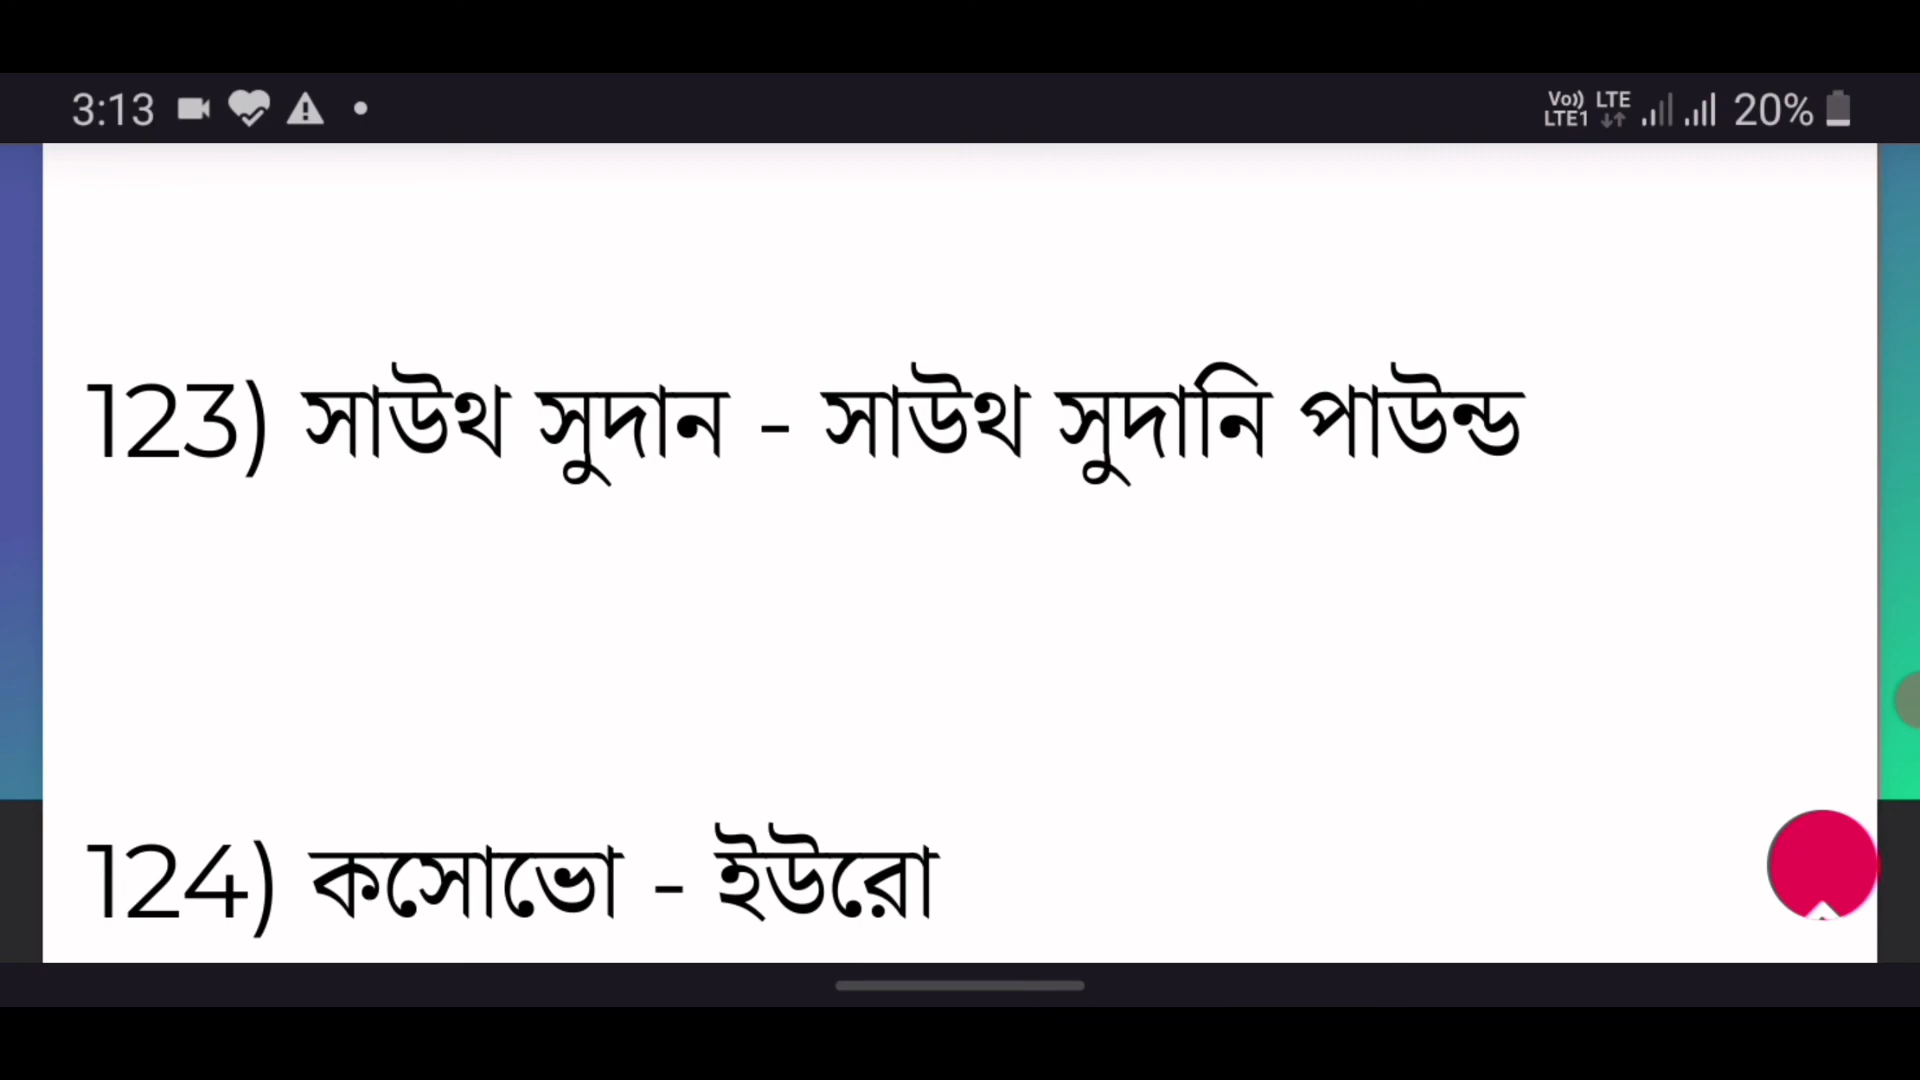 3:13
Vo)) LTE1 LTE 20%
123) সাউথ সুদান - সাউথ সুদানি পাউন্ড
124) কসোভো - ইউরো